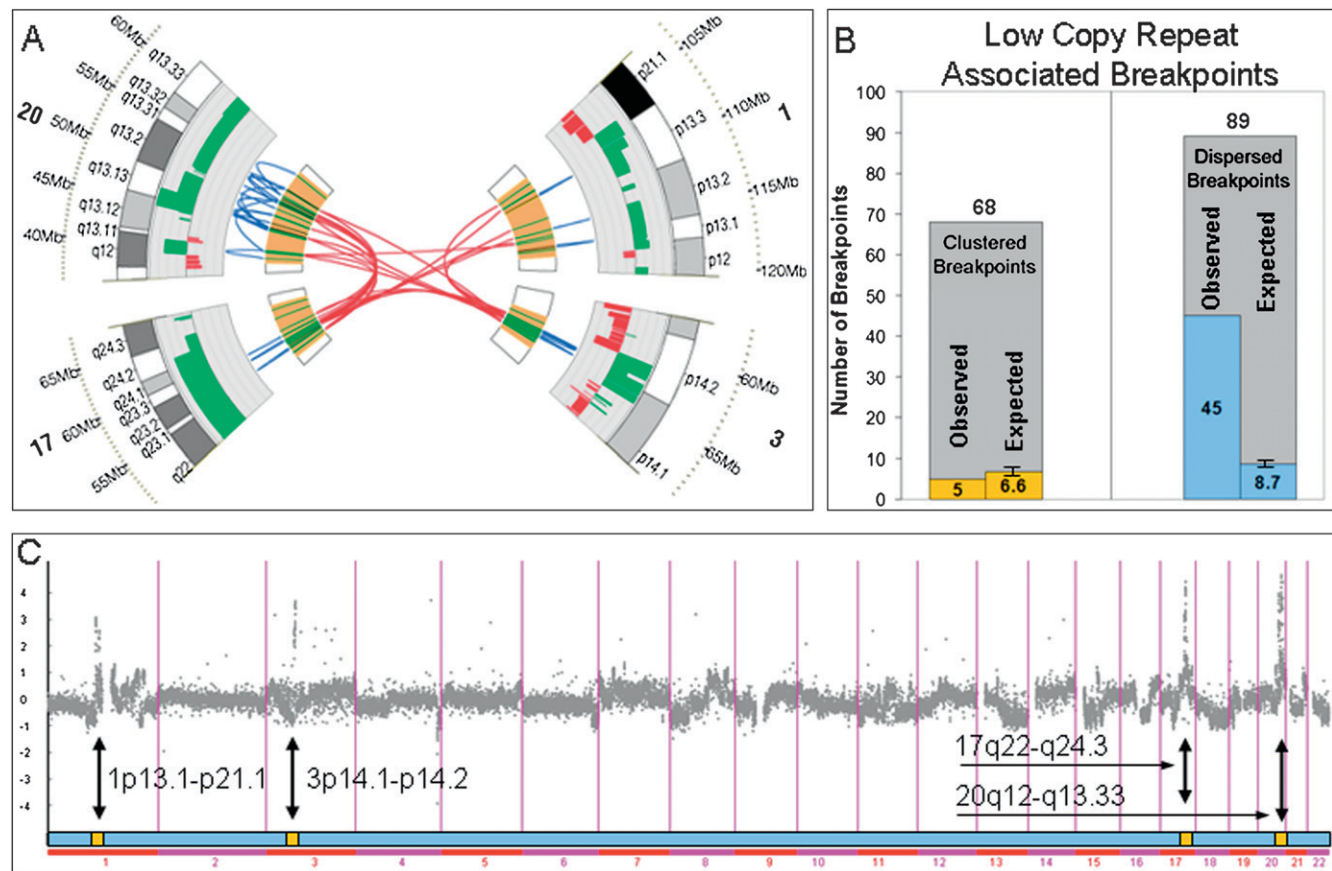 A
60Mb
55Mb
50Mb
45Mb
40Mb
20
q13.33
q13.32
q13.31
q13.2
q13.13
q13.12
q13.11
q12
105Mb
110Mb
115Mb
120Mb
1
p21.1
p13.3
p13.2
p13.1
p12
q24.3
q24.2
q24.1
q23.3
q23.2
q23.1
q22
65Mb
60Mb
55Mb
17
p14.2
p14.1
60Mb
65Mb
3
B
Low Copy Repeat
Associated Breakpoints
Number of Breakpoints
100
90
80
70
60
50
40
30
20
10
0
68
Clustered
Breakpoints
Observed
Expected
5
6.6
89
Dispersed
Breakpoints
Observed
Expected
45
8.7
C
4
3
2
1
0
-1
-2
-3
-4
1p13.1-p21.1
3p14.1-p14.2
17q22-q24.3
20q12-q13.33
1 2 3 4 5 6 7 8 9 10 11 12 13 14 15 16 17 18 19 20 21 22